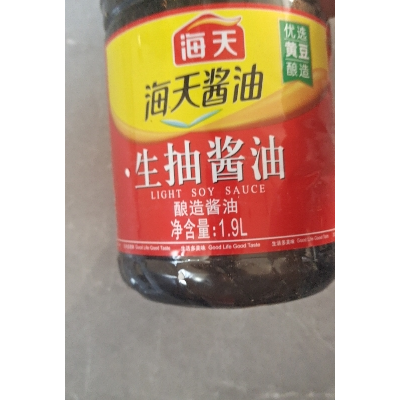 海天
优选
黄豆
酿造
海天酱油
·生抽酱油
LIGHT SOY SAUCE
酿造酱油
净含量:1.9L
Good Life Good Taste
Good Life Good Taste